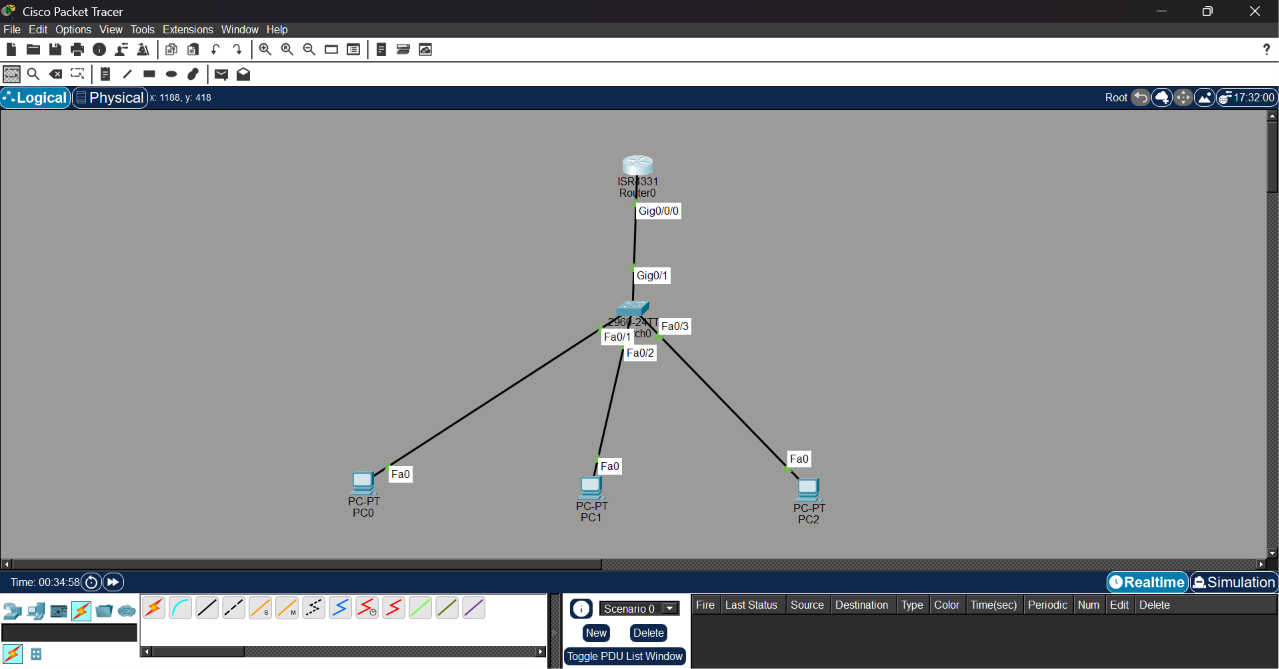 Cisco Packet Tracer
File Edit Options View Tools Extensions Window Help
?
Logical Physical x: 1188, y: 418 Root 17:32:00
ISR4331
Router0
Gig0/0/0
Gig0/1
2960-24TT
Fa0/3
Fa0/1 ch0
Fa0/2
Fa0
Fa0
Fa0
PC-PT
PC0
PC-PT
PC1
PC-PT
PC2
Time: 00:34:58 Realtime Simulation
S M
Scenario 0
New Delete
Toggle PDU List Window
Fire Last Status Source Destination Type Color Time(sec) Periodic Num Edit Delete